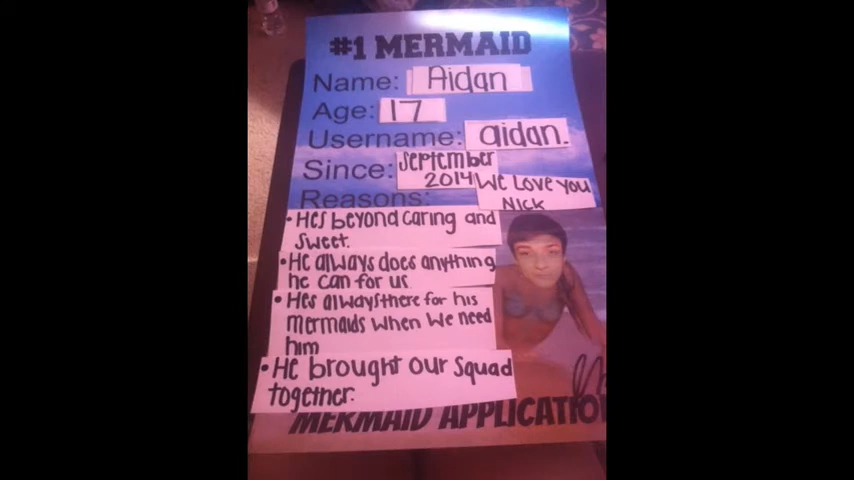 #1 MERMAID
Name: Aidan
Age: 17
Username: aidan.
Since: September
2014
We Love you
NICK
Reasons:
• Hes beyond caring and
sweet.
• He always does anything
he can for us
• Hes always there for his
mermaids when we need
him
• He brought our squad
together.
MERMAID APPLICATIO